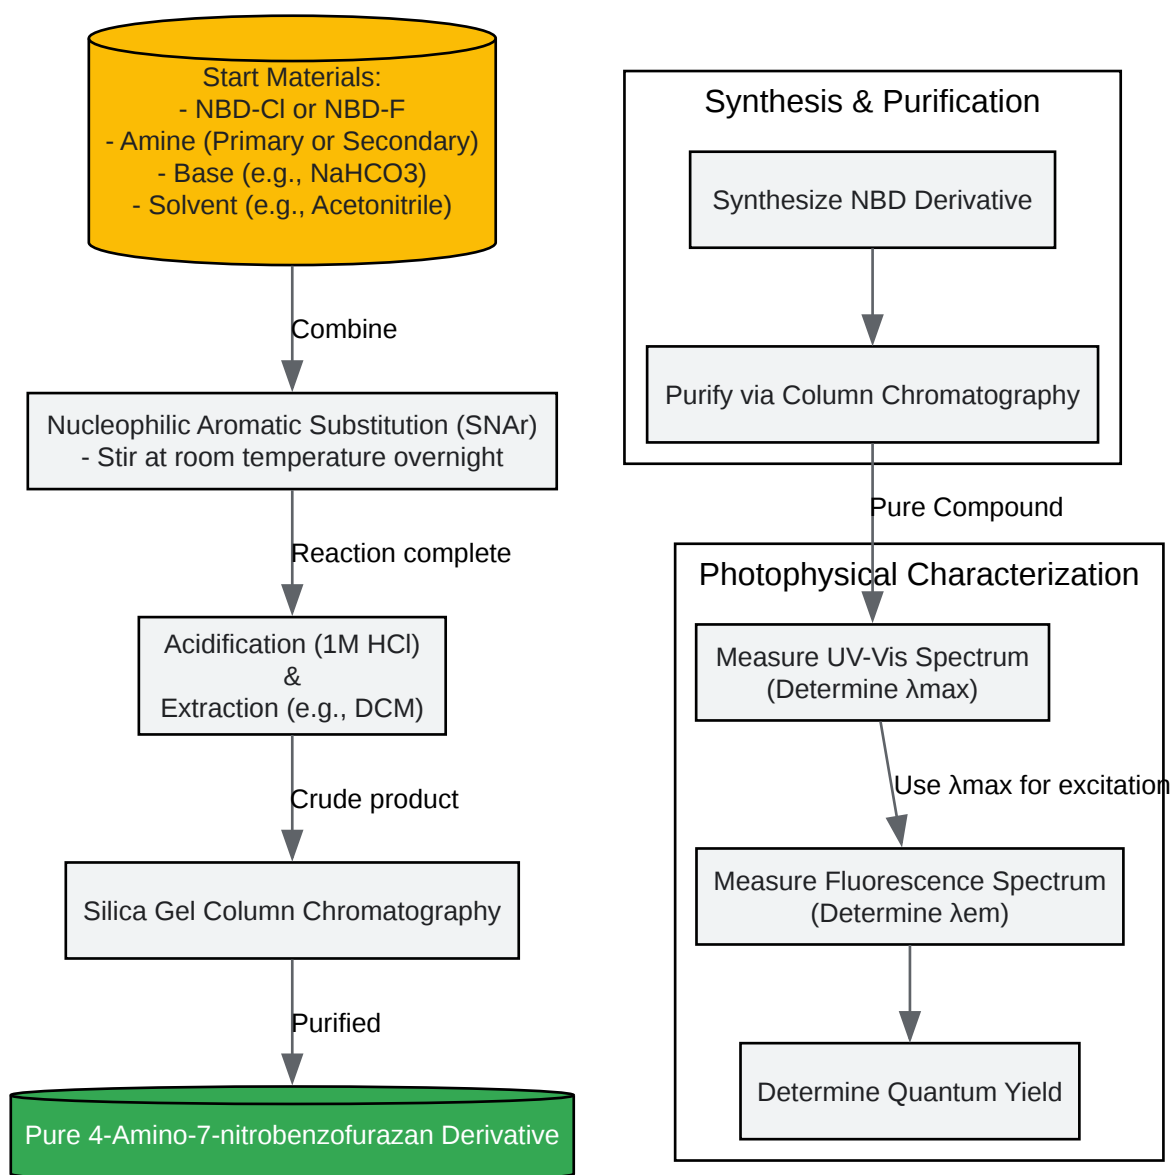 Start Materials:
- NBD-Cl or NBD-F
- Amine (Primary or Secondary)
- Base (e.g., NaHCO3)
- Solvent (e.g., Acetonitrile)
Combine
Nucleophilic Aromatic Substitution (SNAr)
- Stir at room temperature overnight
Reaction complete
Acidification (1M HCl)
&
Extraction (e.g., DCM)
Crude product
Silica Gel Column Chromatography
Purified
Pure 4-Amino-7-nitrobenzofurazan Derivative
Synthesis & Purification
Synthesize NBD Derivative
Purify via Column Chromatography
Pure Compound
Photophysical Characterization
Measure UV-Vis Spectrum
(Determine λmax)
Use λmax for excitation
Measure Fluorescence Spectrum
(Determine λem)
Determine Quantum Yield